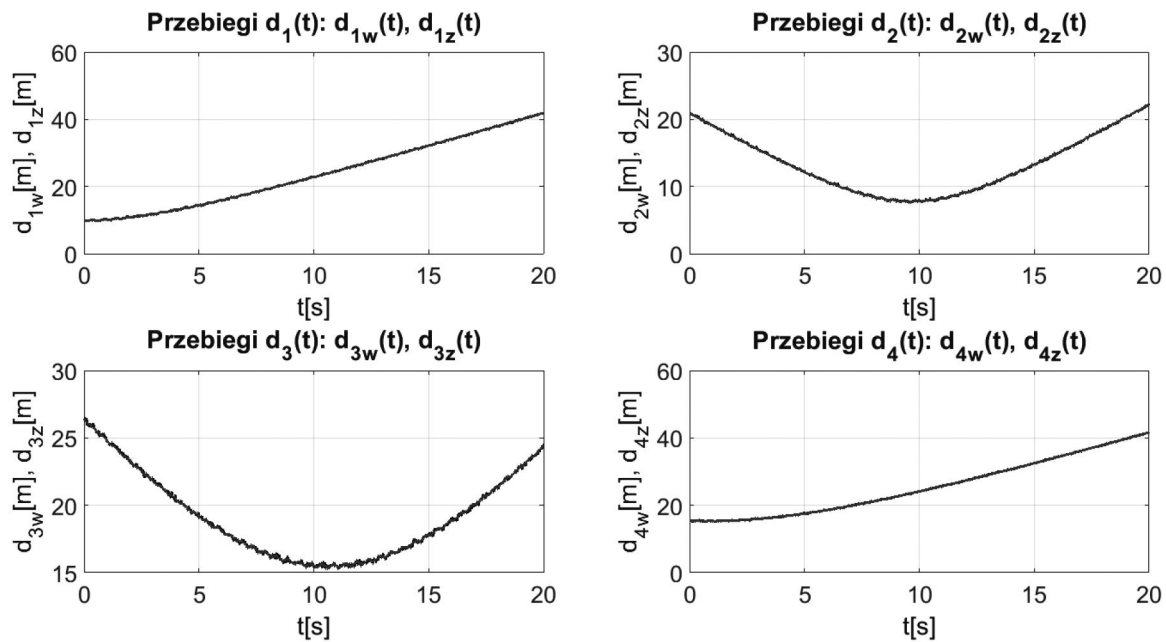 Przebiegi d1(t): d1w(t), d1z(t)
d1w[m], d1z[m]
60
40
20
0
0 5 10 15 20
t[s]
Przebiegi d2(t): d2w(t), d2z(t)
d2w[m], d2z[m]
30
20
10
0
0 5 10 15 20
t[s]
Przebiegi d3(t): d3w(t), d3z(t)
d3w[m], d3z[m]
30
25
20
15
0 5 10 15 20
t[s]
Przebiegi d4(t): d4w(t), d4z(t)
d4w[m], d4z[m]
60
40
20
0
0 5 10 15 20
t[s]